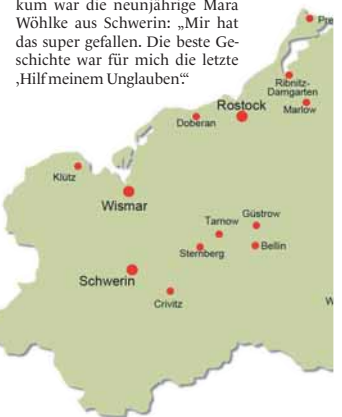 kum war die neunjährige Mara
Wöhlke aus Schwerin: „Mir hat
das super gefallen. Die beste Ge-
schichte war für mich die letzte
‚Hilf meinem Unglauben‘.“
Pre
Ribnitz-
Damgarten
Marlow
Rostock
Doberan
Klütz
Wismar
Güstrow
Tarnow
Bellin
Sternberg
Schwerin
Crivitz
W